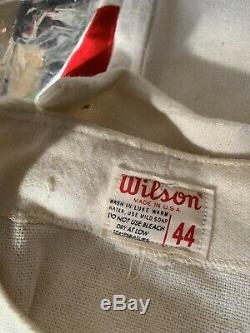 Wilson
MADE IN U.S.A.
WASH IN LUKE WARM
WATER. USE MILD SOAP
DO NOT USE BLEACH
DRY AT LOW
TEMPERATURES
44